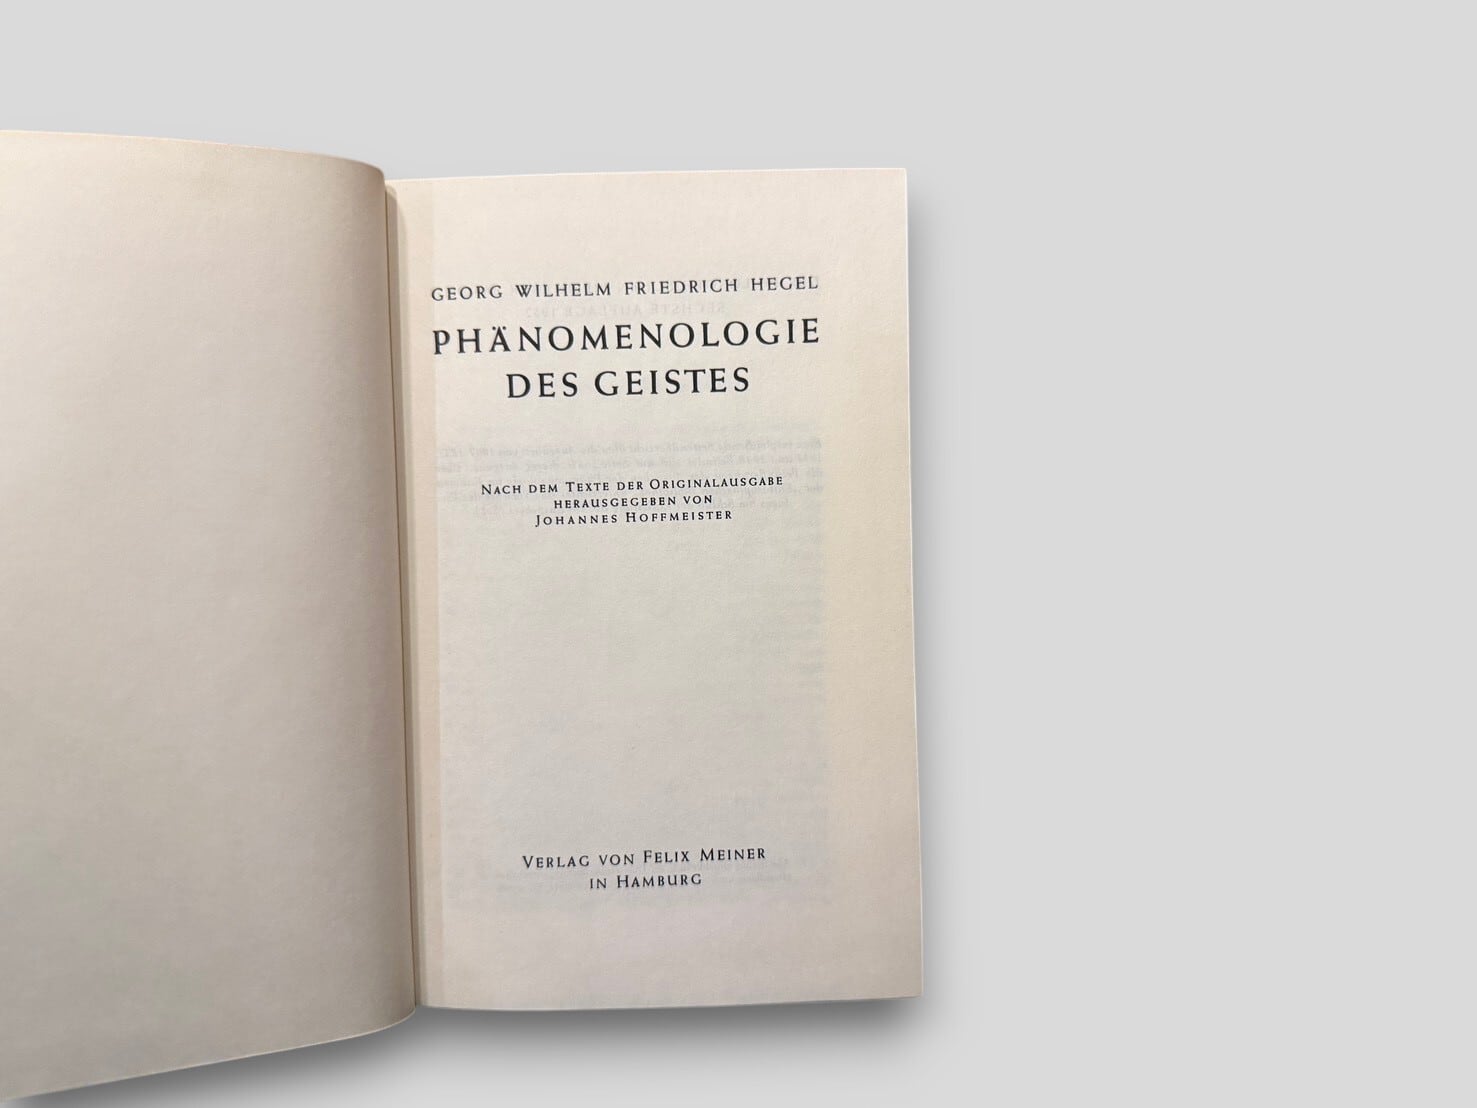 GEORG WILHELM FRIEDRICH HEGEL
PHÄNOMENOLOGIE
DES GEISTES
NACH DEM TEXTE DER ORIGINALAUSGABE
HERAUSGEGEBEN VON
JOHANNES HOFFMEISTER
VERLAG VON FELIX MEINER
IN HAMBURG